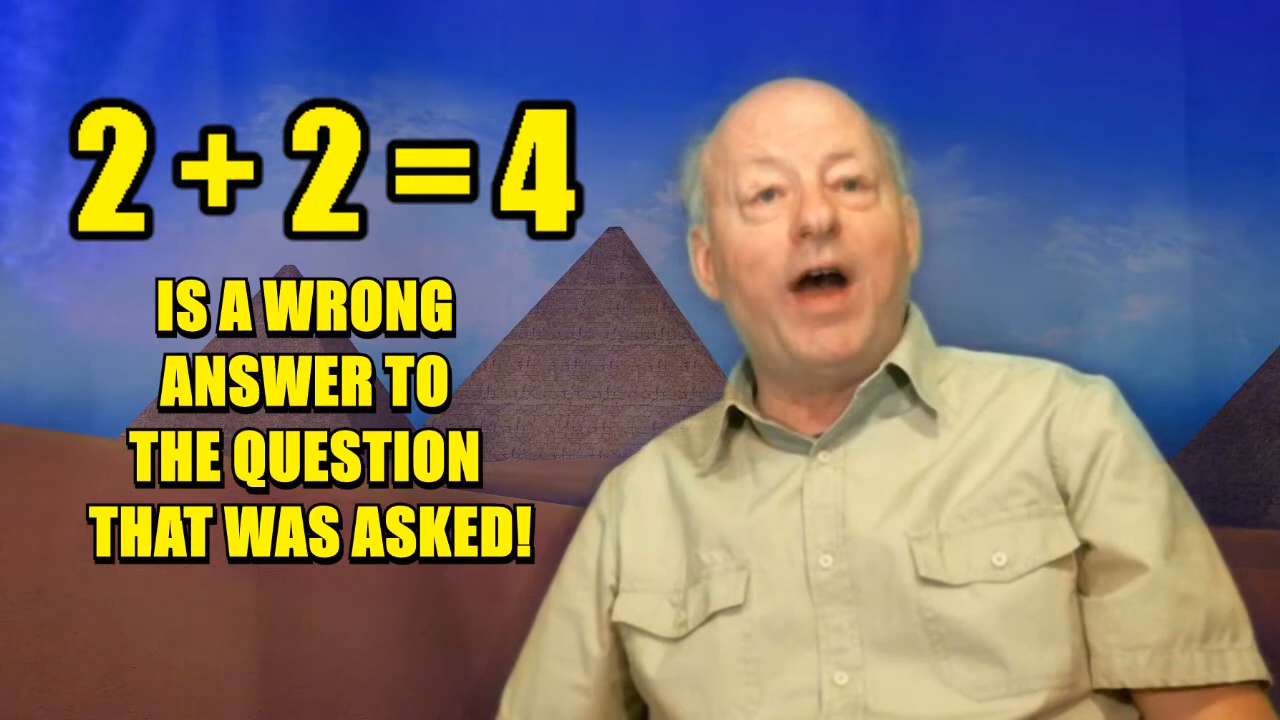 2 + 2 = 4
IS A WRONG
ANSWER TO
THE QUESTION
THAT WAS ASKED!